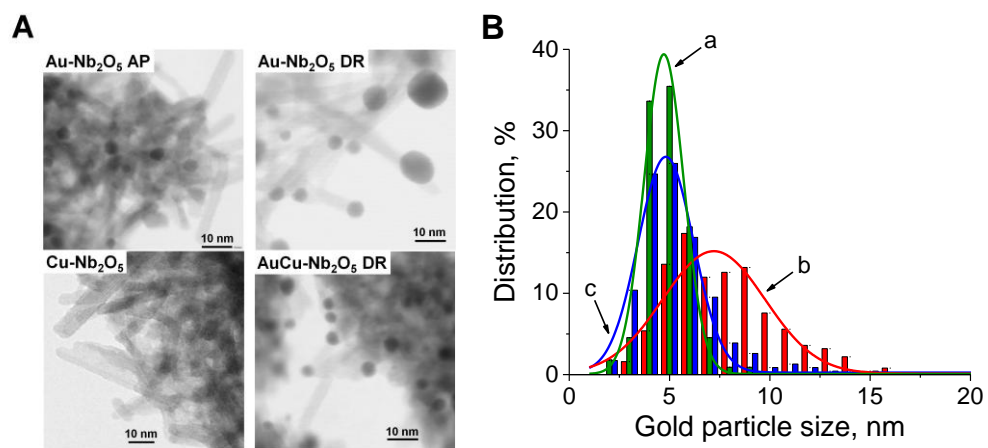 A
Au-Nb₂O₅ AP
10 nm
Au-Nb₂O₅ DR
10 nm
Cu-Nb₂O₅
10 nm
AuCu-Nb₂O₅ DR
10 nm
B
40
30
20
10
0
0
5
10
15
20
a
b
c
Distribution, %
Gold particle size, nm